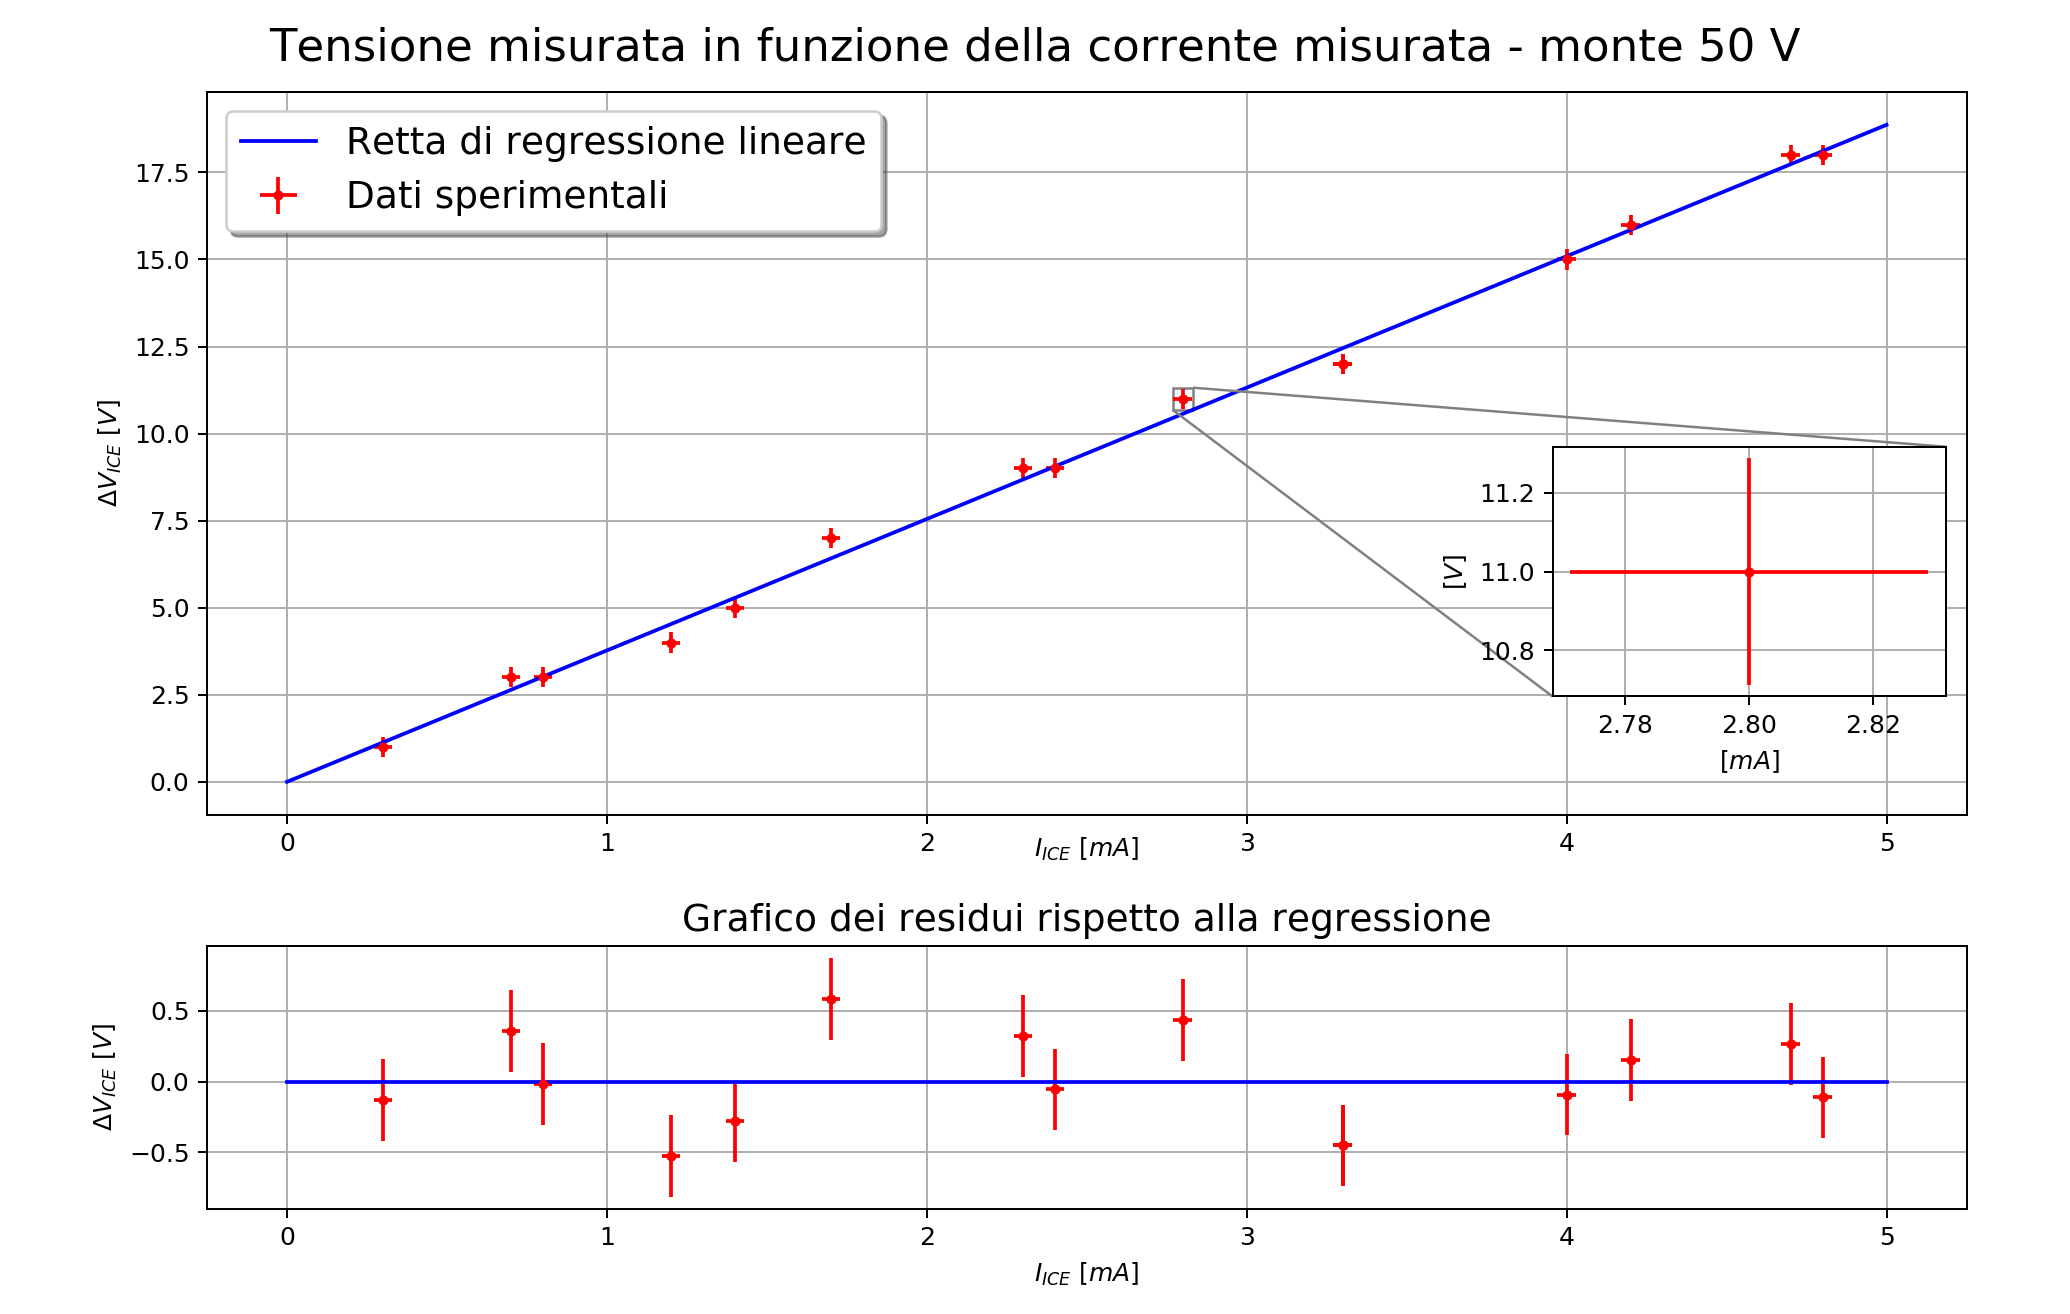 Tensione misurata in funzione della corrente misurata - monte 50 V
Retta di regressione lineare
Dati sperimentali
ΔV_ICE [V]
17.5
15.0
12.5
10.0
7.5
5.0
2.5
0.0
[V]
11.2
11.0
10.8
2.78 2.80 2.82
[mA]
0 1 2 3 4 5
I_ICE [mA]
Grafico dei residui rispetto alla regressione
ΔV_ICE [V]
0.5
0.0
−0.5
0 1 2 3 4 5
I_ICE [mA]